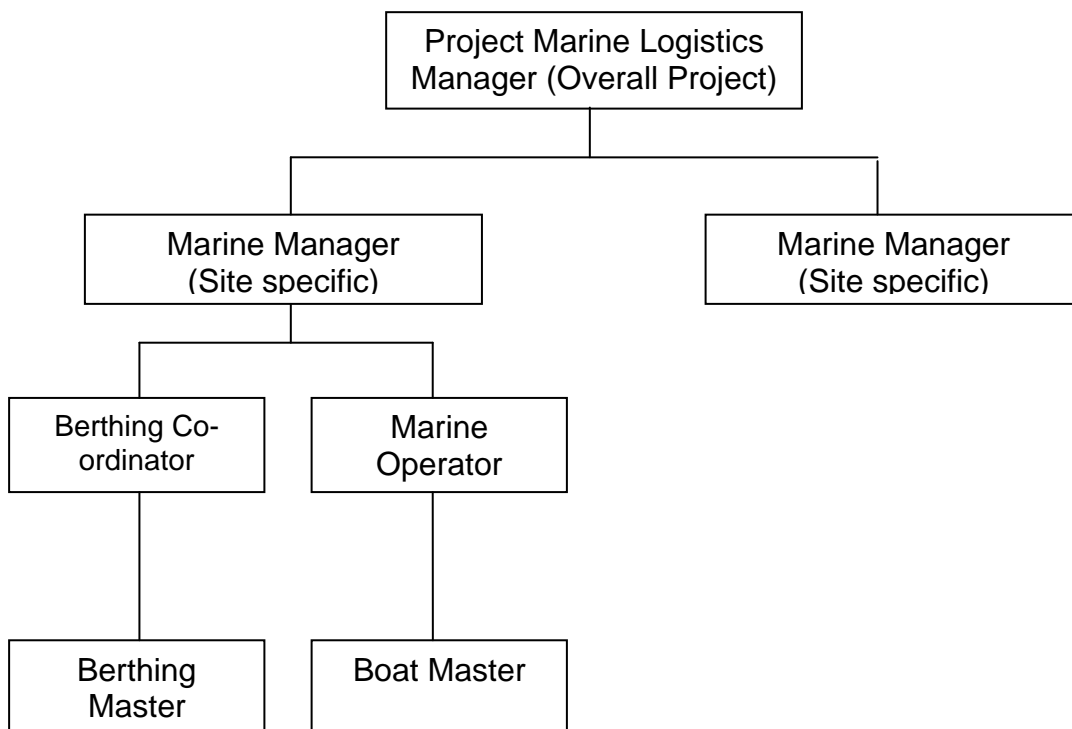 Project Marine Logistics
Manager (Overall Project)
Marine Manager
(Site specific)
Marine Manager
(Site specific)
Berthing Co-
ordinator
Marine
Operator
Berthing
Master
Boat Master